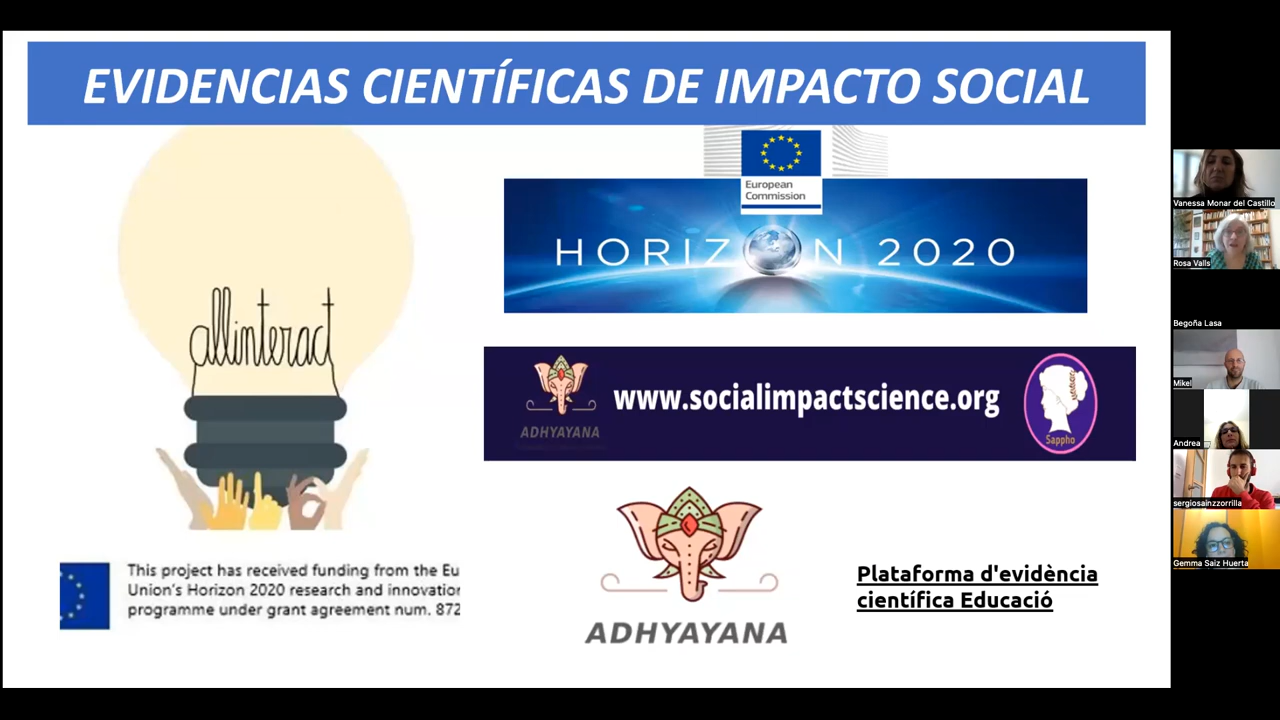 EVIDENCIAS CIENTÍFICAS DE IMPACTO SOCIAL
allinteract
This project has received funding from the Eu
Union's Horizon 2020 research and innovation
programme under grant agreement num. 872
European
Commission
HORIZON 2020
ADHYAYANA
www.socialimpactscience.org
Sappho
ADHYAYANA
Plataforma d'evidència
científica Educació
Vanessa Monar del Castillo
Rosa Valls
Begoña Lasa
Mikel
Andrea
sergiosainzzorrilla
Gemma Saiz Huerta